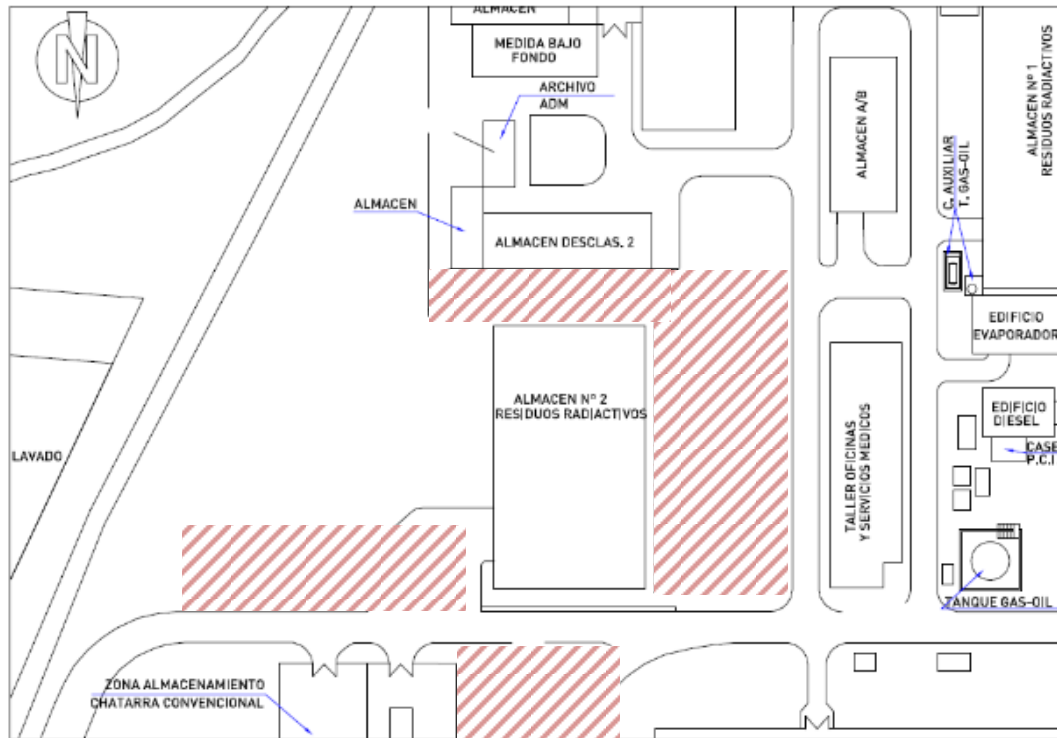 ALMACEN
MEDIDA BAJO
FONDO
ARCHIVO
ADM
ALMACEN A/B
ALMACEN Nº 1
RESIDUOS RADIACTIVOS
C. AUXILIAR
T. GAS-OIL
N
ALMACEN
ALMACEN DESCLAS. 2
EDIFICIO
EVAPORADOR
ALMACEN Nº 2
RESIDUOS RADIACTIVOS
EDIFICIO
DIESEL
CASE
P.C.I
LAVADO
TALLER OFICINAS
Y SERVICIOS MEDICOS
TANQUE GAS-OIL
ZONA ALMACENAMIENTO
CHATARRA CONVENCIONAL